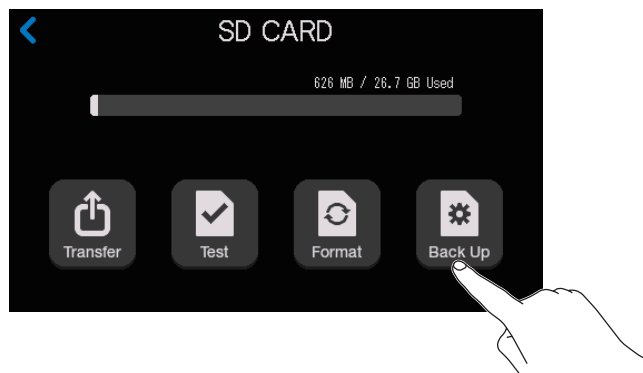 SD CARD
626 MB / 26.7 GB Used
Transfer
Test
Format
Back Up